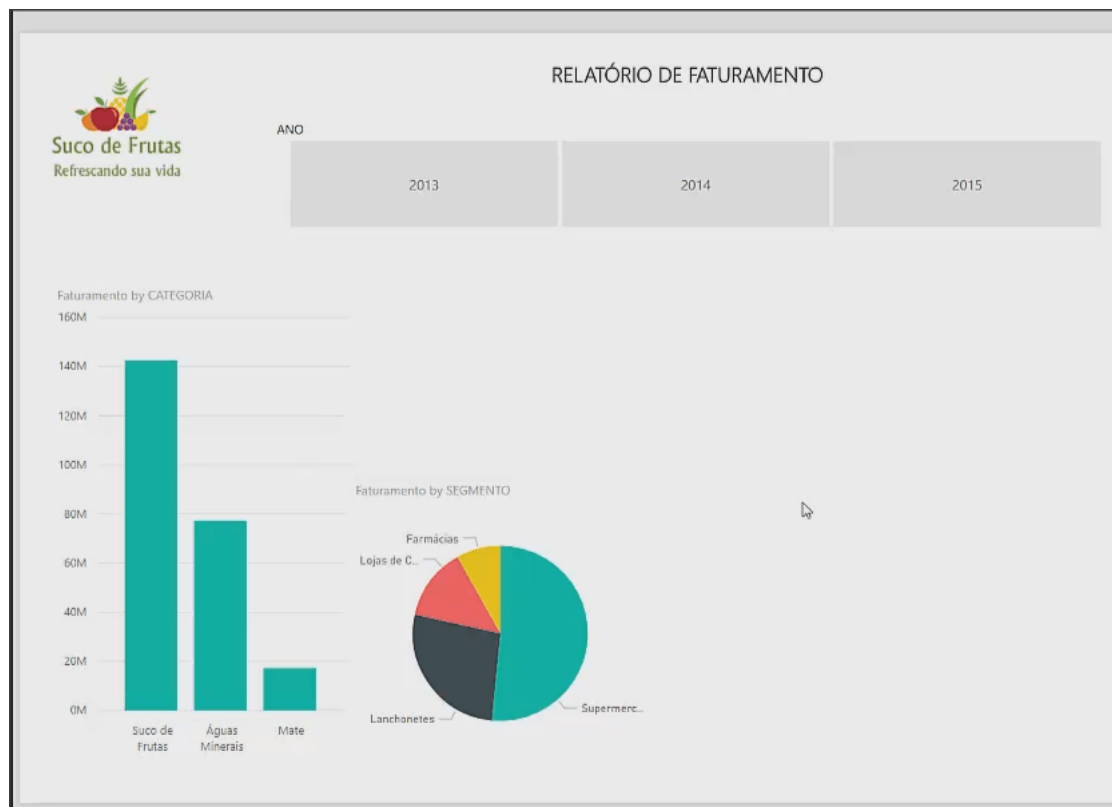 RELATÓRIO DE FATURAMENTO
Suco de Frutas
Refrescando sua vida
ANO
2013
2014
2015
Faturamento by CATEGORIA
160M
140M
120M
100M
80M
60M
40M
20M
0M
Suco de
Frutas
Águas
Minerais
Mate
Faturamento by SEGMENTO
Farmácias
Lojas de C...
Lanchonetes
Supermerc...